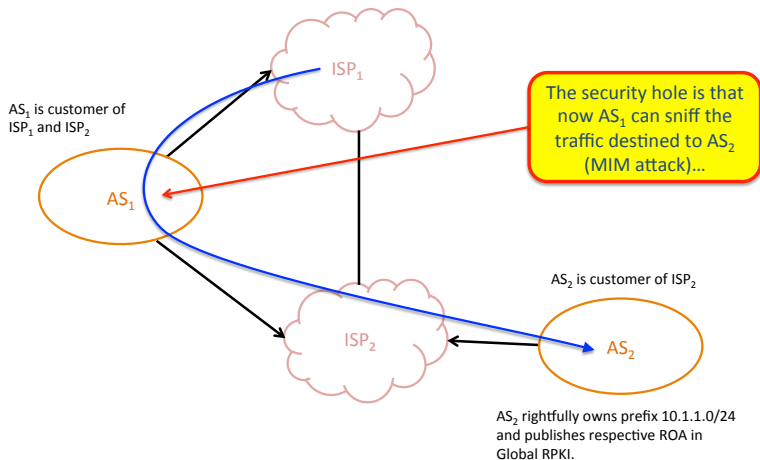 ISP₁
AS₁ is customer of
ISP₁ and ISP₂
The security hole is that
now AS₁ can sniff the
traffic destined to AS₂
(MIM attack)...
AS₁
AS₂ is customer of ISP₂
ISP₂
AS₂
AS₂ rightfully owns prefix 10.1.1.0/24
and publishes respective ROA in
Global RPKI.